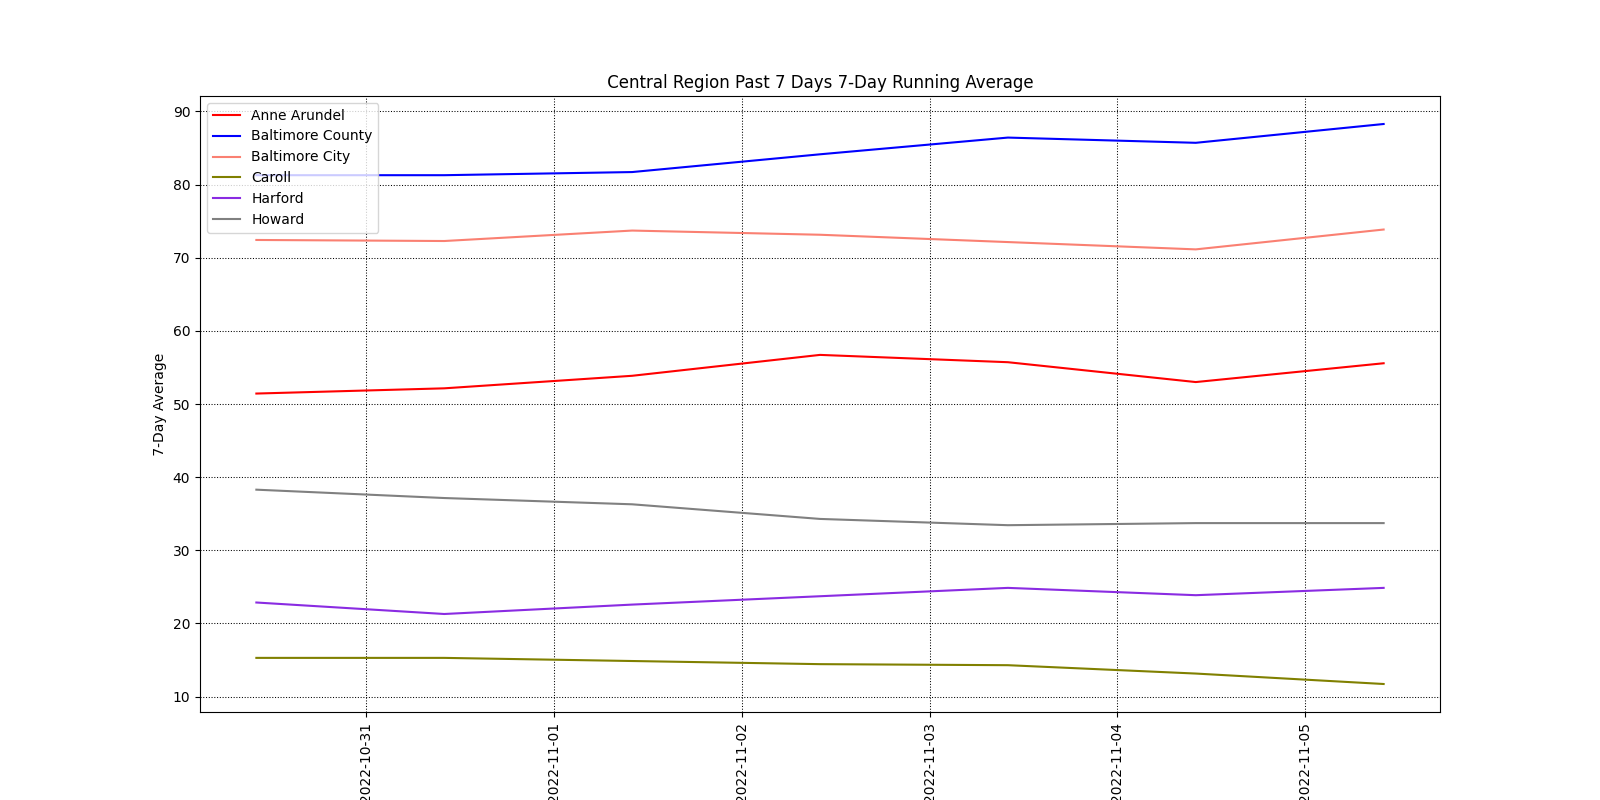 Central Region Past 7 Days 7-Day Running Average
Anne Arundel
Baltimore County
Baltimore City
Caroll
Harford
Howard
7-Day Average
90
80
70
60
50
40
30
20
10
2022-10-31
2022-11-01
2022-11-02
2022-11-03
2022-11-04
2022-11-05